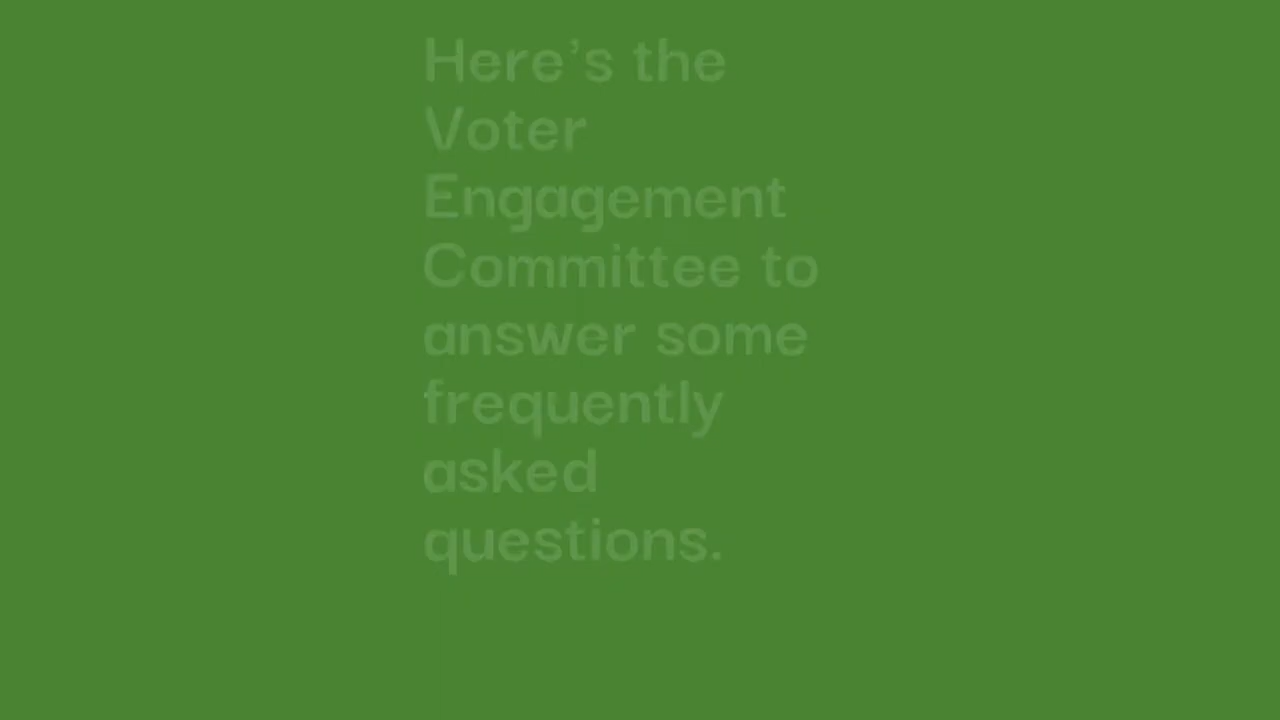 Here’s the
Voter
Engagement
Committee to
answer some
frequently
asked
questions.